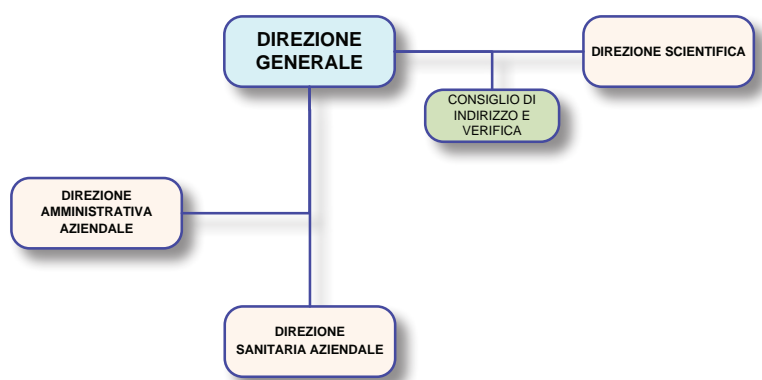 DIREZIONE
GENERALE
DIREZIONE SCIENTIFICA
CONSIGLIO DI
INDIRIZZO E
VERIFICA
DIREZIONE
AMMINISTRATIVA
AZIENDALE
DIREZIONE
SANITARIA AZIENDALE